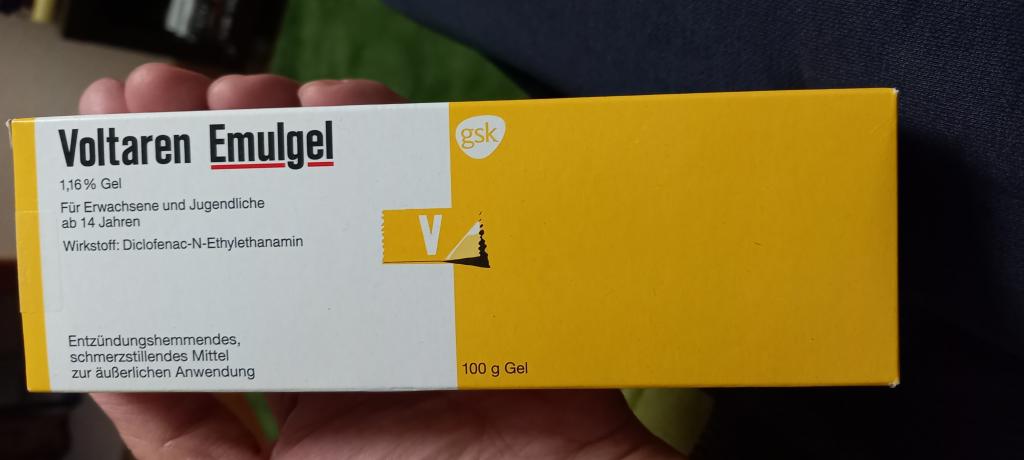 Voltaren Emulgel
1,16 % Gel
Für Erwachsene und Jugendliche
ab 14 Jahren
Wirkstoff: Diclofenac-N-Ethylethanamin
Entzündungshemmendes,
schmerzstillendes Mittel
zur äußerlichen Anwendung
gsk
V
100 g Gel